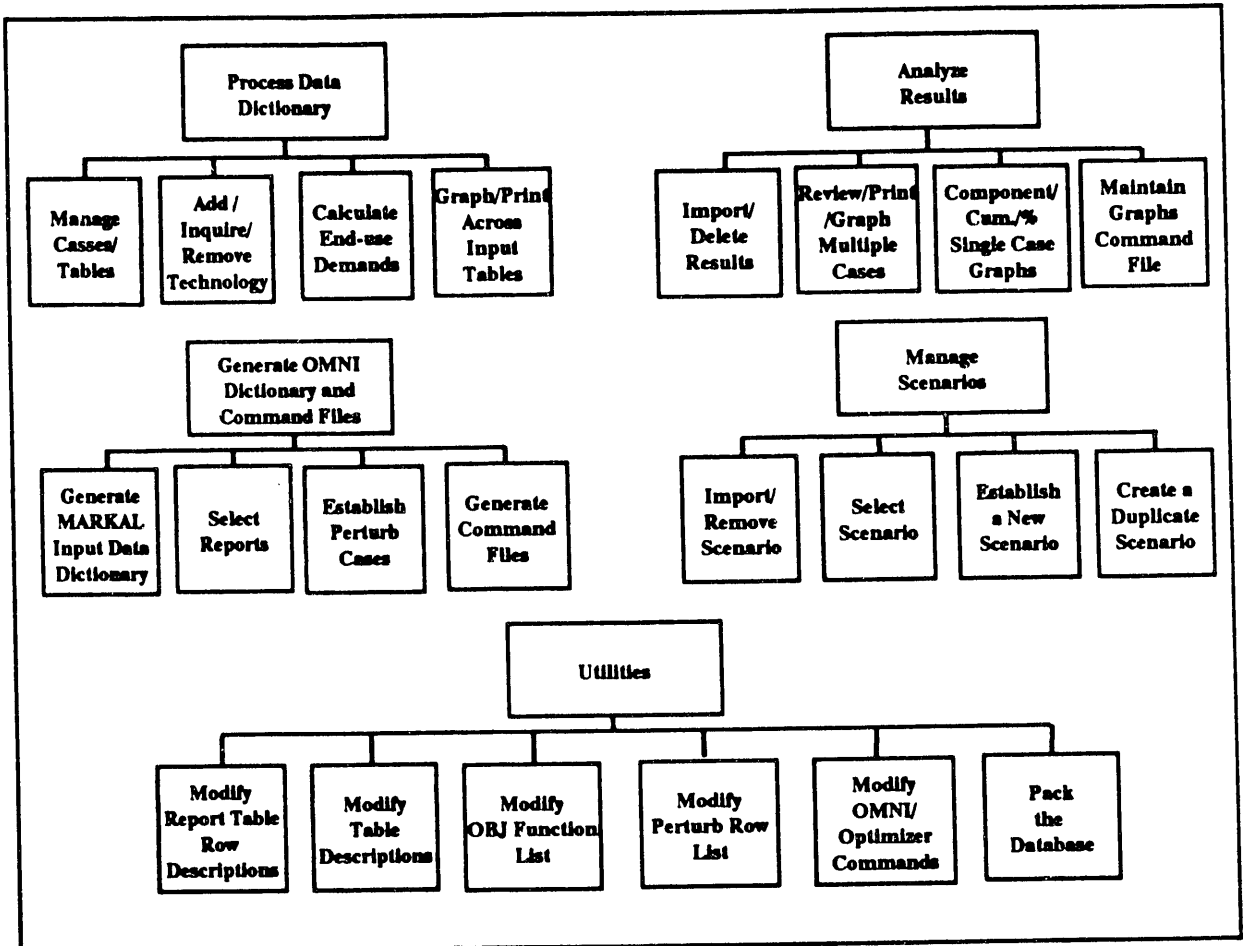 Process Data
Dictionary
Manage
Casses/
Tables
Add /
Inquire/
Remove
Technology
Calculate
End-use
Demands
Graph/Print
Across
Input
Tables
Analyze
Results
Import/
Delete
Results
Review/Print
/Graph
Multiple
Cases
Component/
Cum./%
Single Case
Graphs
Maintain
Graphs
Command
File
Generate OMNI
Dictionary and
Command Files
Generate
MARKAL
Input Data
Dictionary
Select
Reports
Establish
Perturb
Cases
Generate
Command
Files
Manage
Scenarios
Import/
Remove
Scenario
Select
Scenario
Establish
a New
Scenario
Create a
Duplicate
Scenario
Utilities
Modify
Report Table
Row
Descriptions
Modify
Table
Descriptions
Modify
OBJ Function
List
Modify
Perturb Row
List
Modify
OMNI/
Optimizer
Commands
Pack
the
Database